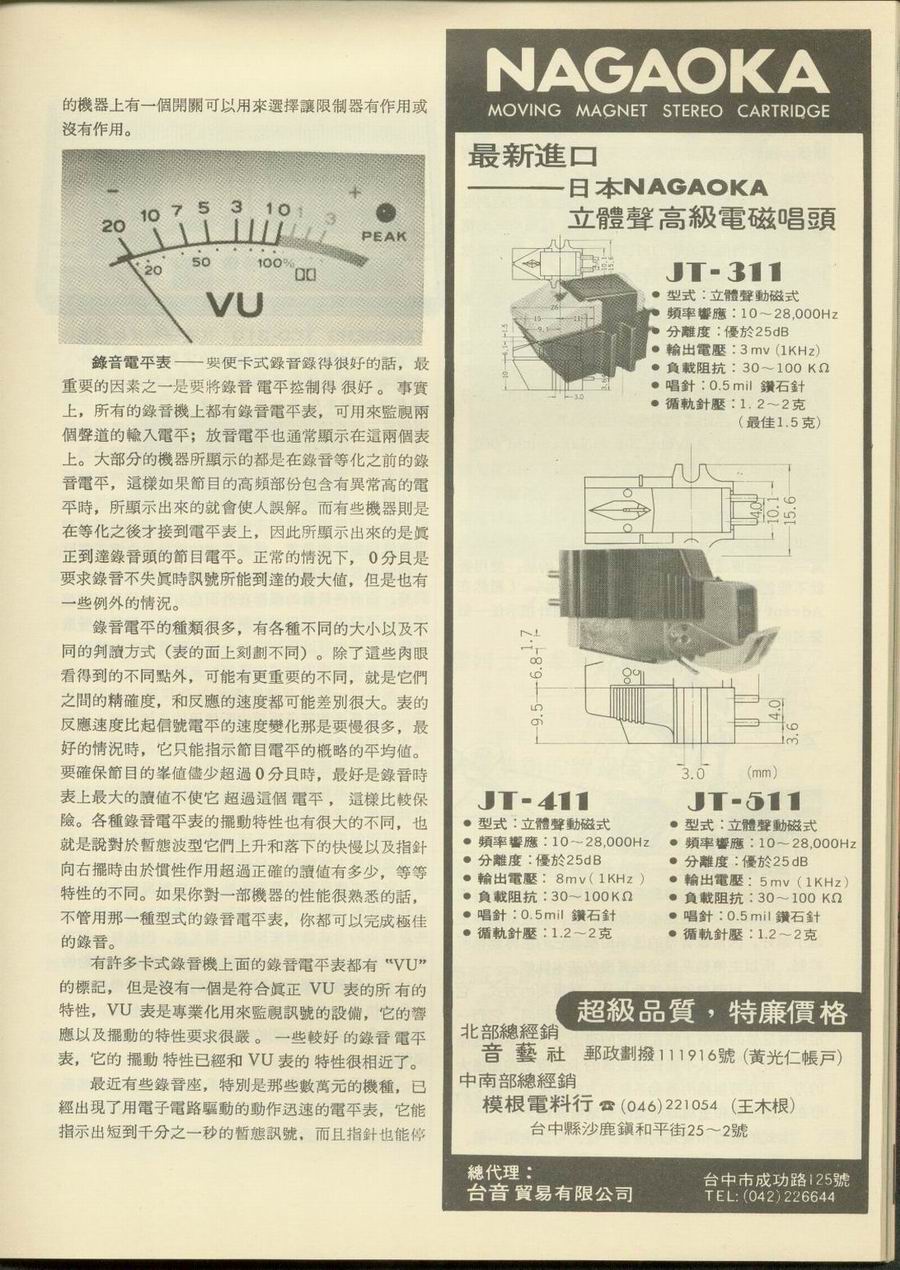 的機器上有一個開關可以用來選擇讓限制器有作用或
沒有作用。
- +
20 10 7 5 3 1 0 1 3
PEAK
20 50 100%
VU
錄音電平表——要使卡式錄音錄得很好的話，最
重要的因素之一是要將錄音電平控制得很好。事實
上，所有的錄音機上都有錄音電平表，可用來監視兩
個聲道的輸入電平；放音電平也通常顯示在這兩個表
上。大部分的機器所顯示的都是在錄音等化之前的錄
音電平，這樣如果節目的高頻部份包含有異常高的電
平時，所顯示出來的就會使人誤解。而有些機器則是
在等化之後才接到電平表上，因此所顯示出來的是眞
正到達錄音頭的節目電平。正常的情況下，0分貝是
要求錄音不失眞時訊號所能到達的最大値，但是也有
一些例外的情況。
錄音電平的種類很多，有各種不同的大小以及不
同的判讀方式（表的面上刻劃不同）。除了這些肉眼
看得到的不同點外，可能有更重要的不同，就是它們
之間的精確度，和反應的速度都可能差別很大。表的
反應速度比起信號電平的速度變化那是要慢很多，最
好的情況時，它只能指示節目電平的概略的平均値。
要確保節目的峯値儘少超過0分貝時，最好是錄音時
表上最大的讀値不使它超過這個電平，這樣比較保
險。各種錄音電平表的擺動特性也有很大的不同，也
就是說對於暫態波型它們上升和落下的快慢以及指針
向右擺時由於慣性作用超過正確的讀値有多少，等等
特性的不同。如果你對一部機器的性能很熟悉的話，
不管用那一種型式的錄音電平表，你都可以完成極佳
的錄音。
有許多卡式錄音機上面的錄音電平表都有“VU”
的標記，但是沒有一個是符合眞正 VU 表的所有的
特性，VU 表是專業化用來監視訊號的設備，它的響
應以及擺動的特性要求很嚴。一些較好的錄音電平
表，它的擺動特性已經和 VU 表的特性很相近了。
最近有些錄音座，特別是那些數萬元的機種，已
經出現了用電子電路驅動的動作迅速的電平表，它能
指示出短到千分之一秒的暫態訊號，而且指針也能停
NAGAOKA
MOVING MAGNET STEREO CARTRIDGE
最新進口
——日本NAGAOKA
立體聲高級電磁唱頭
JT-311
● 型式：立體聲動磁式
● 頻率響應：10～28,000Hz
● 分離度：優於25dB
● 輸出電壓：3mv (1KHz)
● 負載阻抗：30～100 KΩ
● 唱針：0.5mil 鑽石針
● 循軌針壓：1.2～2克
（最佳1.5克）
4.0
10.1
15.6
1.7
6.8
9.5
4.0
3.6
3.0 (mm)
JT-411
● 型式：立體聲動磁式
● 頻率響應：10～28,000Hz
● 分離度：優於25dB
● 輸出電壓：8mv(1KHz)
● 負載阻抗：30～100KΩ
● 唱針：0.5mil 鑽石針
● 循軌針壓：1.2～2克
JT-511
● 型式：立體聲動磁式
● 頻率響應：10～28,000Hz
● 分離度：優於25dB
● 輸出電壓：5mv (1KHz)
● 負載阻抗：30～100 KΩ
● 唱針：0.5mil 鑽石針
● 循軌針壓：1.2～2克
超級品質，特廉價格
北部總經銷
音藝社 郵政劃撥111916號 (黃光仁帳戶)
中南部總經銷
模根電料行 ☎ (046)221054 (王木根)
台中縣沙鹿鎭和平街25～2號
總代理：
台音貿易有限公司
台中市成功路125號
TEL:(042)226644